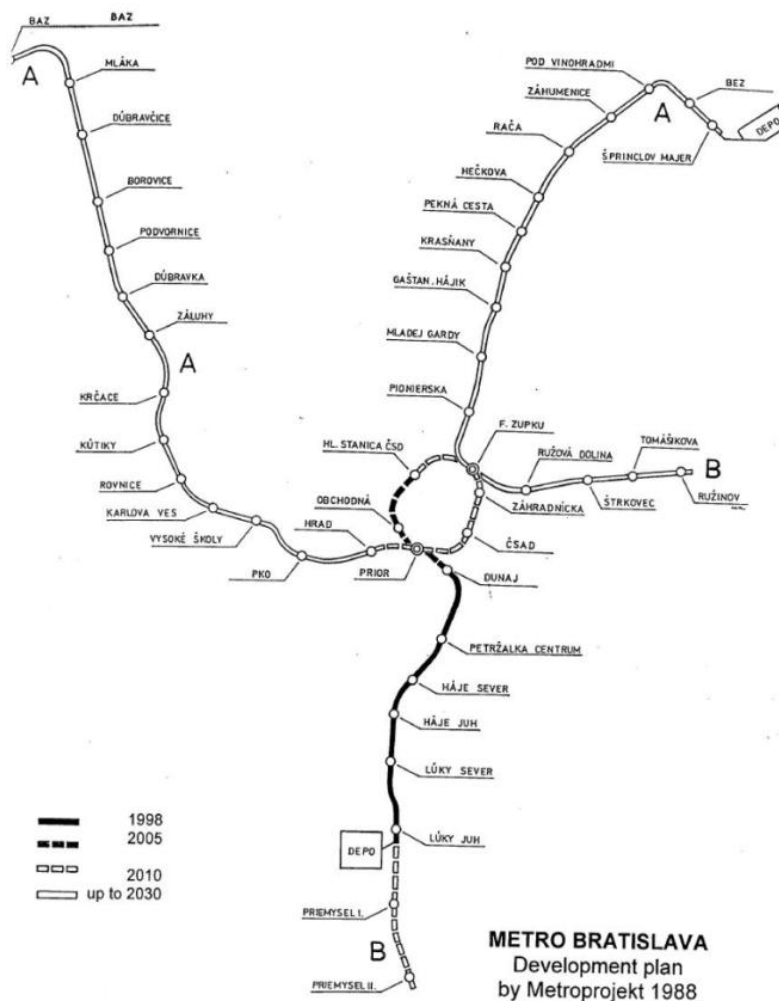 BAZ
BAZ
A
MLÁKA
DÚBRAVČICE
BOROVICE
PODVORNICE
DÚBRAVKA
ZÁLUHY
A
KRČACE
KÚTIKY
ROVNICE
KARLOVA VES
VYSOKÉ ŠKOLY
PKO
HRAD
PRIOR
OBCHODNÁ
HL. STANICA ČSD
POD VINOHRADMI
BEZ
ZÁHUMENICE
A
DEPO
RAČA
ŠPRINCLOV MAJER
HEČKOVA
PEKNÁ CESTA
KRASŇANY
GAŠTAN. HÁJIK
MLADEJ GARDY
PIONIERSKA
F. ZUPKU
RUŽOVÁ DOLINA
TOMÁŠIKOVA
B
ZÁHRADNÍCKA
ŠTRKOVEC
RUŽINOV
ČSAD
DUNAJ
PETRŽALKA CENTRUM
HÁJE SEVER
HÁJE JUH
LÚKY SEVER
LÚKY JUH
DEPO
PRIEMYSEL I.
B
PRIEMYSEL II.
1998
2005
2010
up to 2030
METRO BRATISLAVA
Development plan
by Metroprojekt 1988